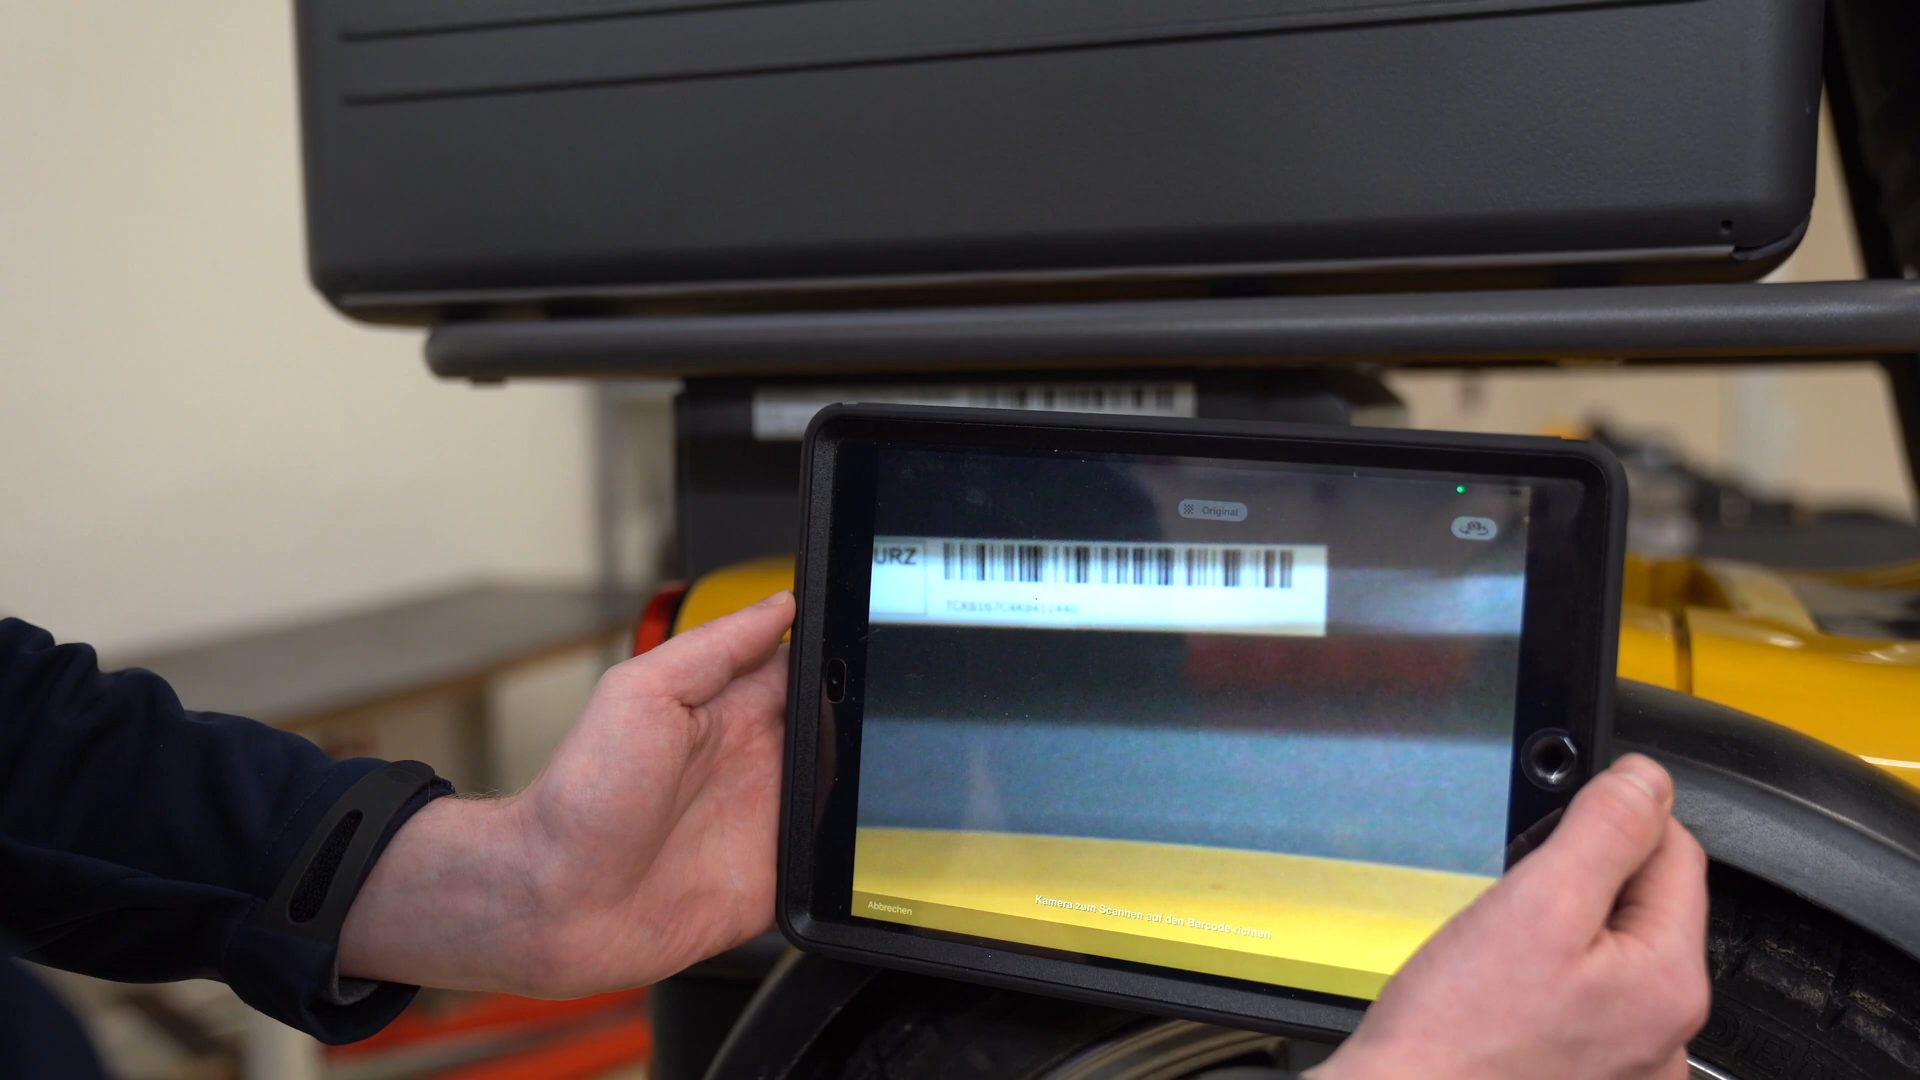 Original
URZ
Kamera zum Scannen auf den Barcode richten
Abbrechen